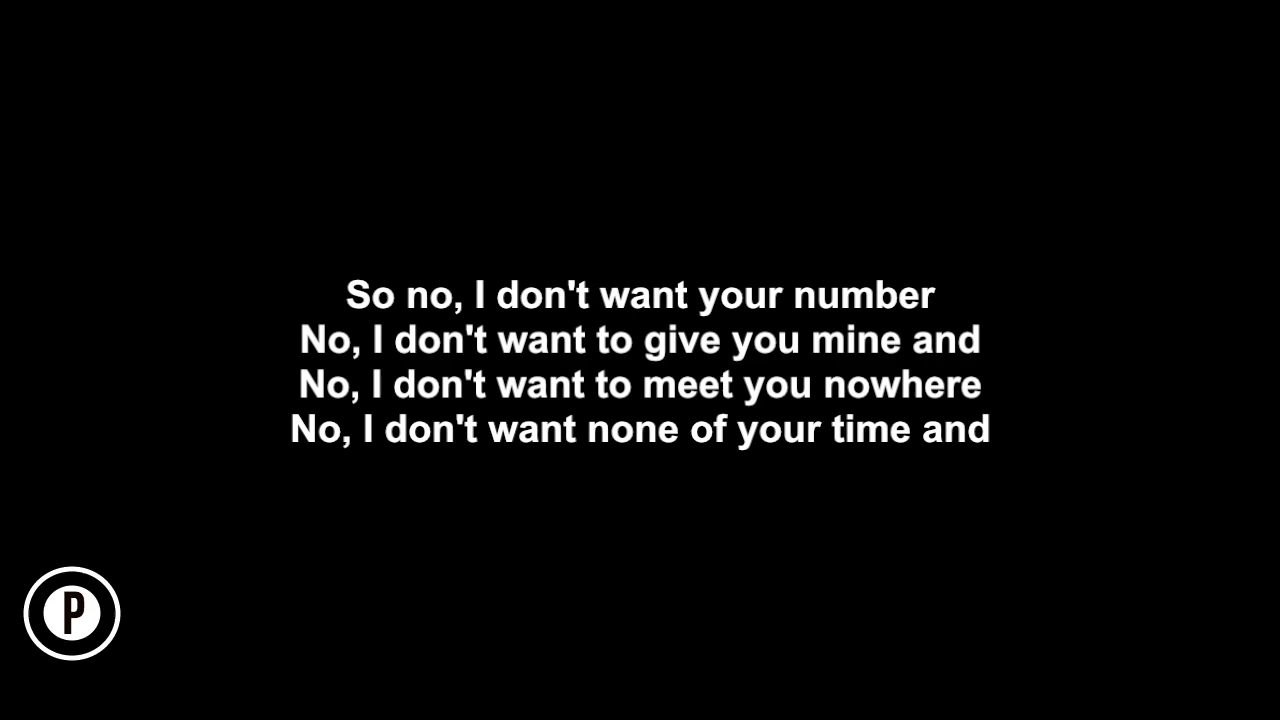 So no, I don't want your number
No, I don't want to give you mine and
No, I don't want to meet you nowhere
No, I don't want none of your time and
P